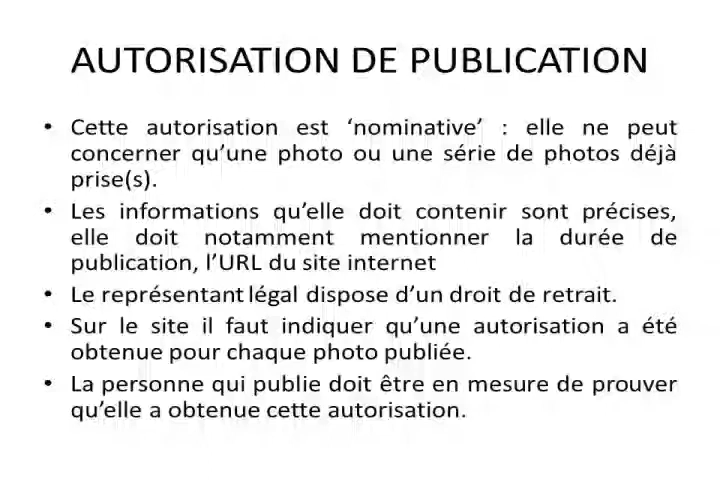 AUTORISATION DE PUBLICATION
• Cette autorisation est ‘nominative’ : elle ne peut
concerner qu’une photo ou une série de photos déjà
prise(s).
• Les informations qu’elle doit contenir sont précises,
elle doit notamment mentionner la durée de
publication, l’URL du site internet
• Le représentant légal dispose d’un droit de retrait.
• Sur le site il faut indiquer qu’une autorisation a été
obtenue pour chaque photo publiée.
• La personne qui publie doit être en mesure de prouver
qu’elle a obtenue cette autorisation.